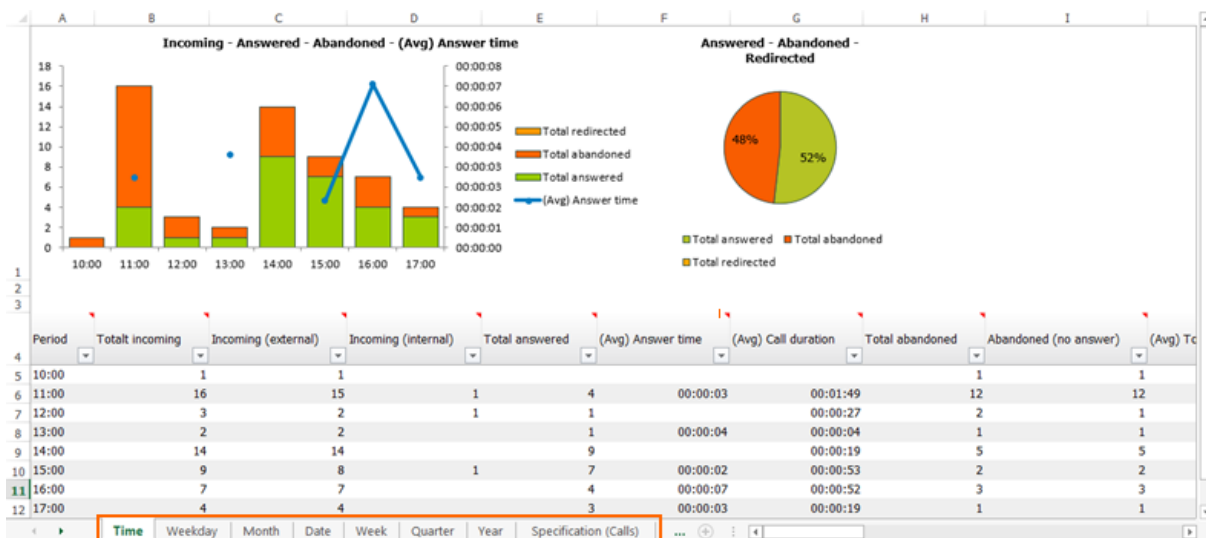 A B C D E F G H I
Incoming - Answered - Abandoned - (Avg) Answer time
18
16
14
12
10
8
6
4
2
0
00:00:08
00:00:07
00:00:06
00:00:05
00:00:04
00:00:03
00:00:03
00:00:02
00:00:01
00:00:00
10:00 11:00 12:00 13:00 14:00 15:00 16:00 17:00
Total redirected
Total abandoned
Total answered
(Avg) Answer time
Answered - Abandoned -
Redirected
48%
52%
Total answered Total abandoned
Total redirected
1
2
3
4 Period Totalt incoming Incoming (external) Incoming (internal) Total answered (Avg) Answer time (Avg) Call duration Total abandoned Abandoned (no answer) (Avg) Tc
5 10:00 1 1 1 1
6 11:00 16 15 1 4 00:00:03 00:01:49 12 12
7 12:00 3 2 1 1 00:00:27 2 1
8 13:00 2 2 1 00:00:04 00:00:04 1 1
9 14:00 14 14 9 00:00:19 5 5
10 15:00 9 8 1 7 00:00:02 00:00:53 2 2
11 16:00 7 7 4 00:00:07 00:00:52 3 3
12 17:00 4 4 3 00:00:03 00:00:19 1 1
Time Weekday Month Date Week Quarter Year Specification (Calls) ...